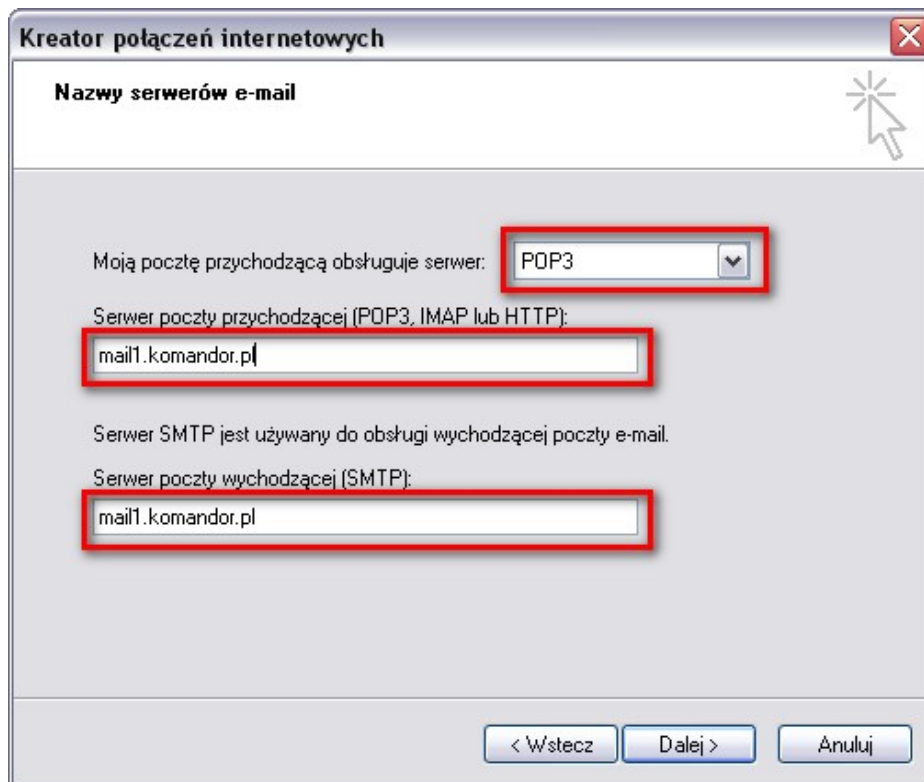 Kreator połączeń internetowych
Nazwy serwerów e-mail
Moją pocztę przychodzącą obsługuje serwer: POP3
Serwer poczty przychodzącej (POP3, IMAP lub HTTP):
mail1.komandor.pl
Serwer SMTP jest używany do obsługi wychodzącej poczty e-mail.
Serwer poczty wychodzącej (SMTP):
mail1.komandor.pl
< Wstecz Dalej > Anuluj